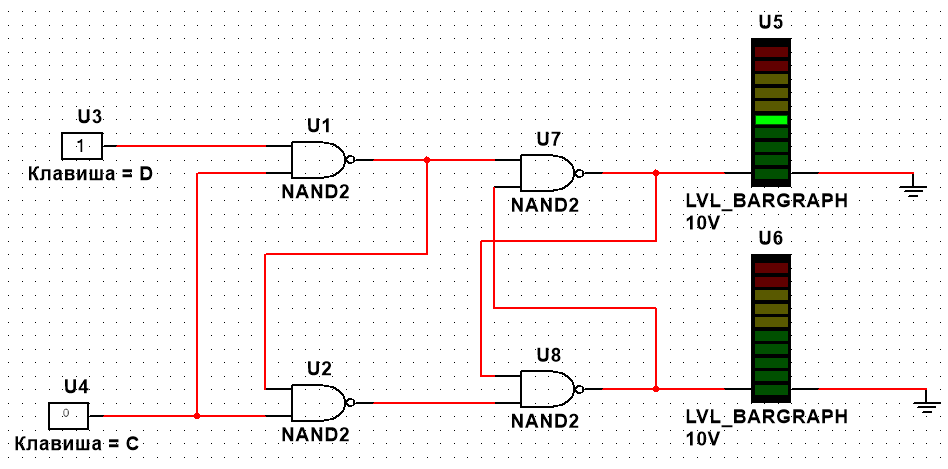 U5
U3
1
Клавиша = D
U1
NAND2
U7
NAND2
LVL_BARGRAPH
10V
U6
U4
0
Клавиша = C
U2
NAND2
U8
NAND2
LVL_BARGRAPH
10V